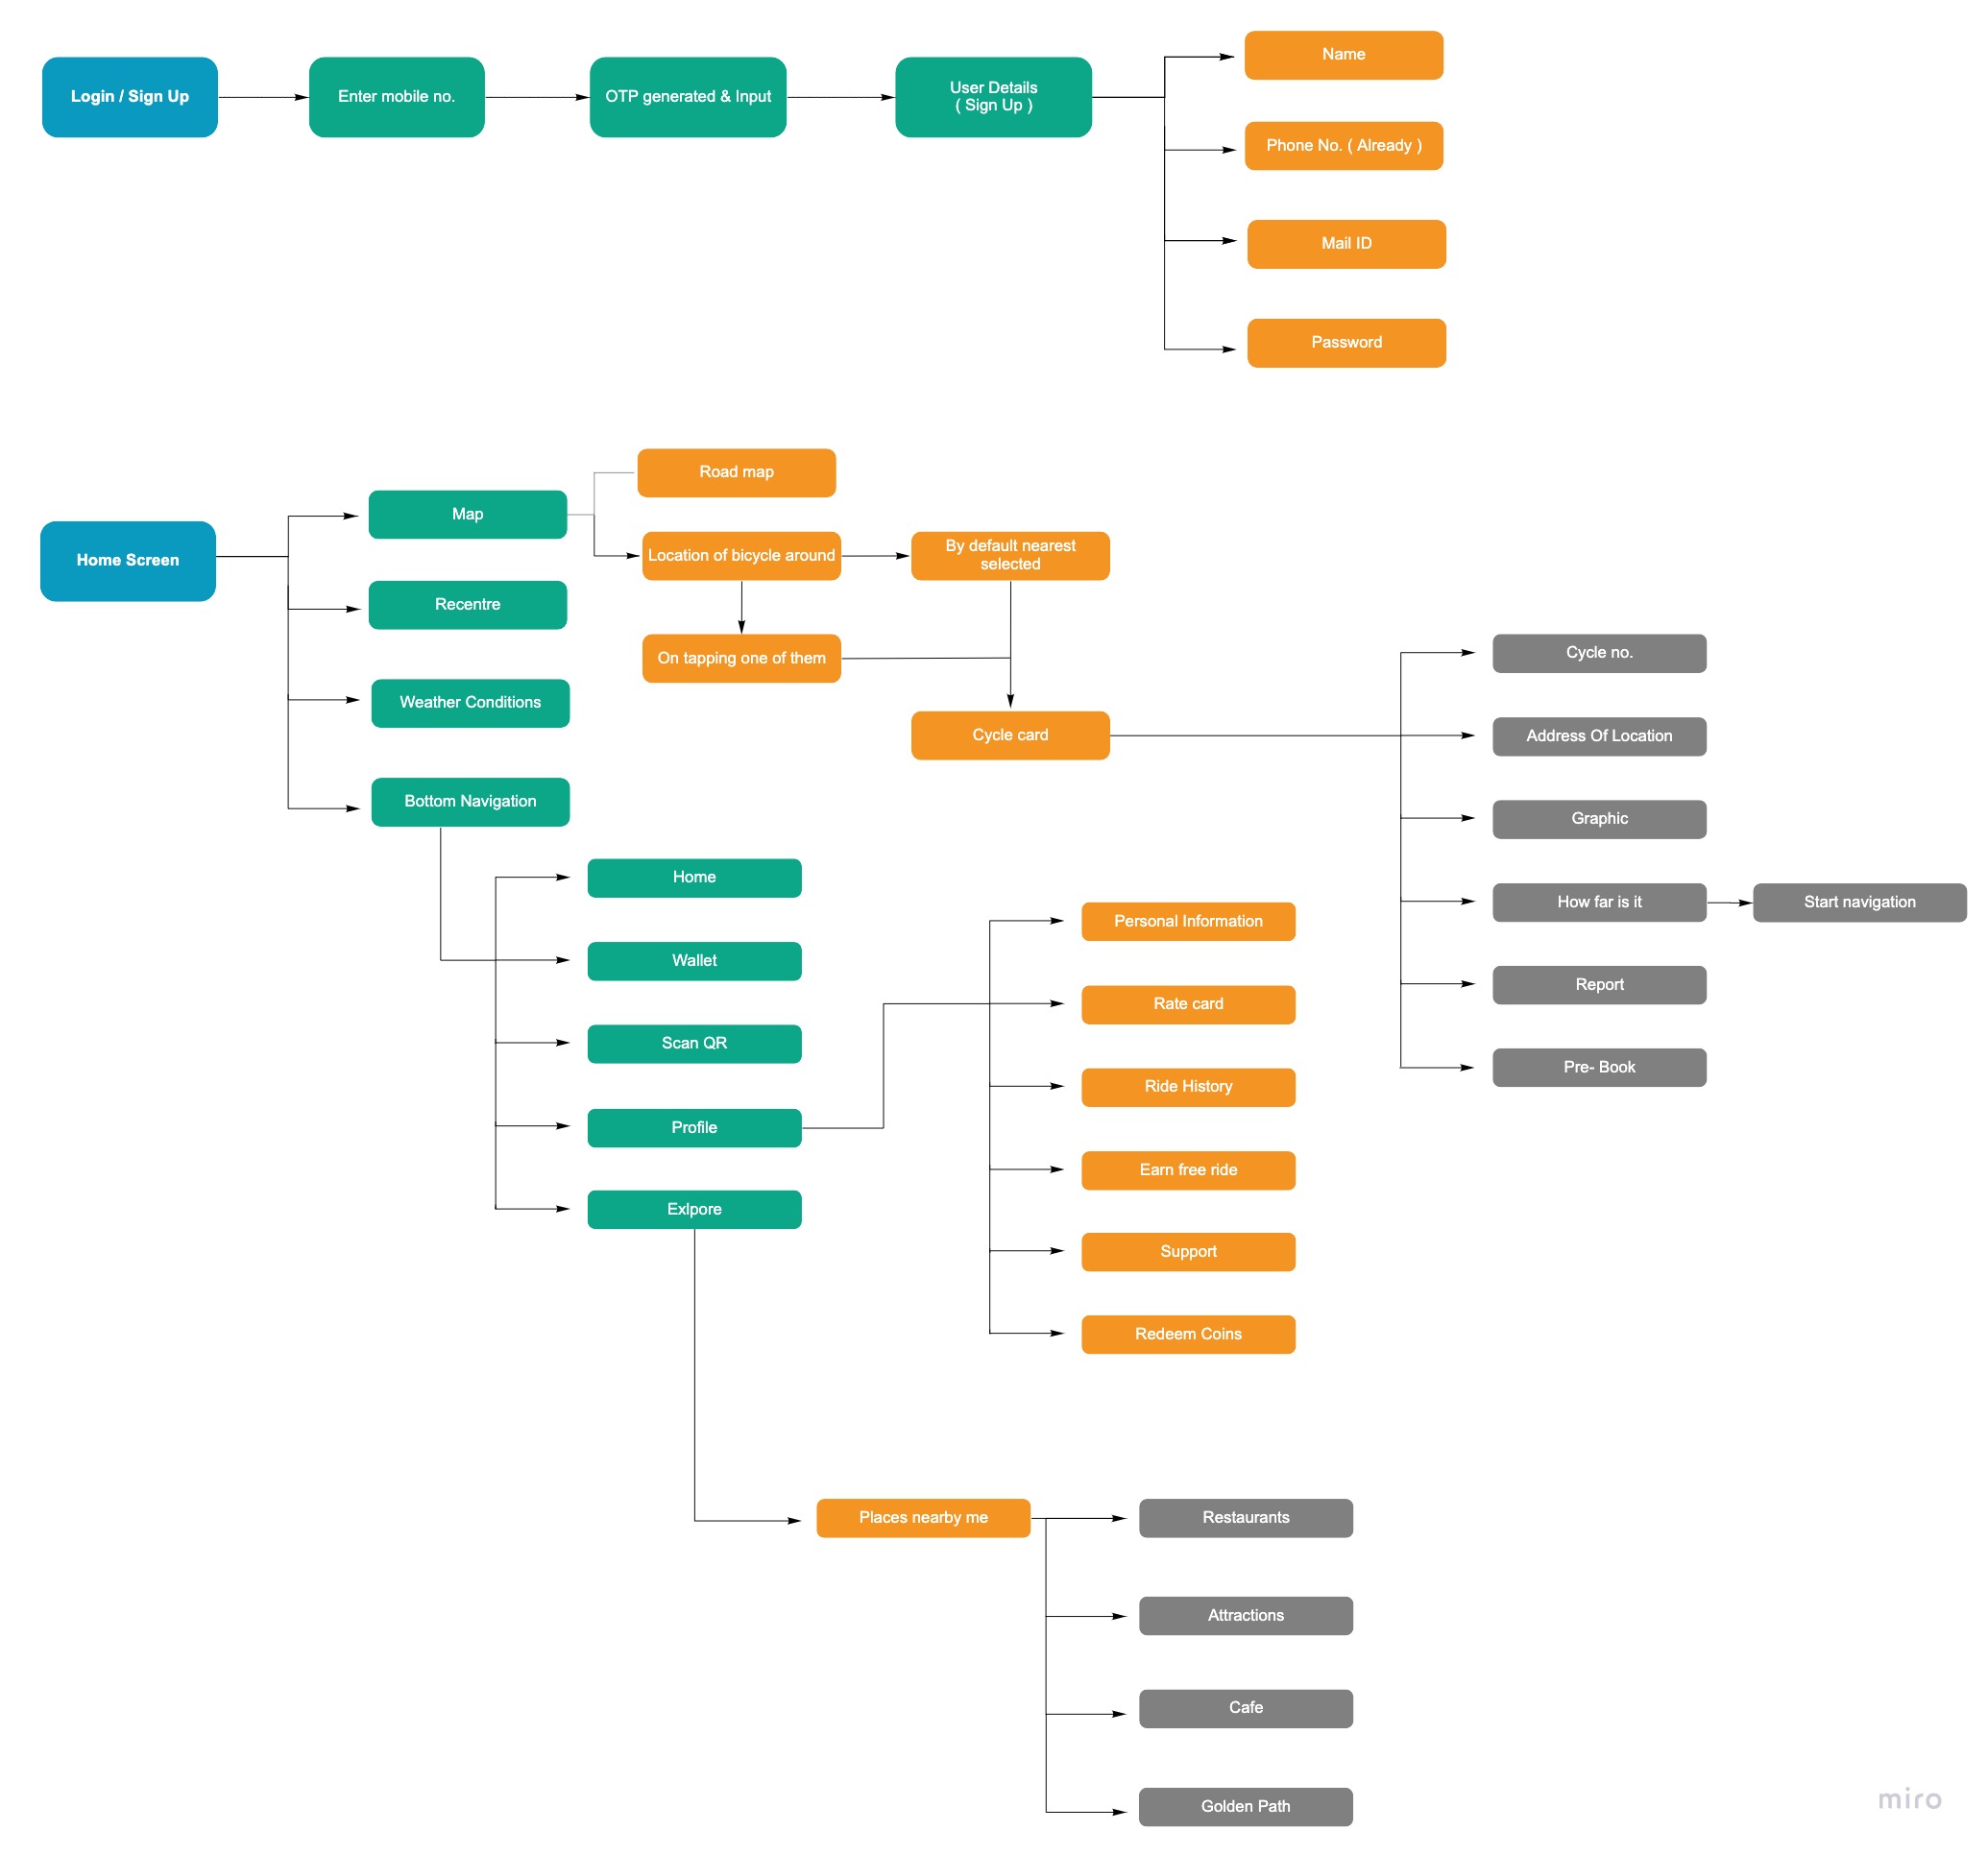 Login / Sign Up
Enter mobile no.
OTP generated & Input
User Details
( Sign Up )
Name
Phone No. ( Already )
Mail ID
Password
Home Screen
Map
Recentre
Weather Conditions
Bottom Navigation
Road map
Location of bicycle around
By default nearest
selected
On tapping one of them
Cycle card
Cycle no.
Address Of Location
Graphic
How far is it
Start navigation
Report
Pre- Book
Home
Wallet
Scan QR
Profile
Exlpore
Personal Information
Rate card
Ride History
Earn free ride
Support
Redeem Coins
Places nearby me
Restaurants
Attractions
Cafe
Golden Path
miro